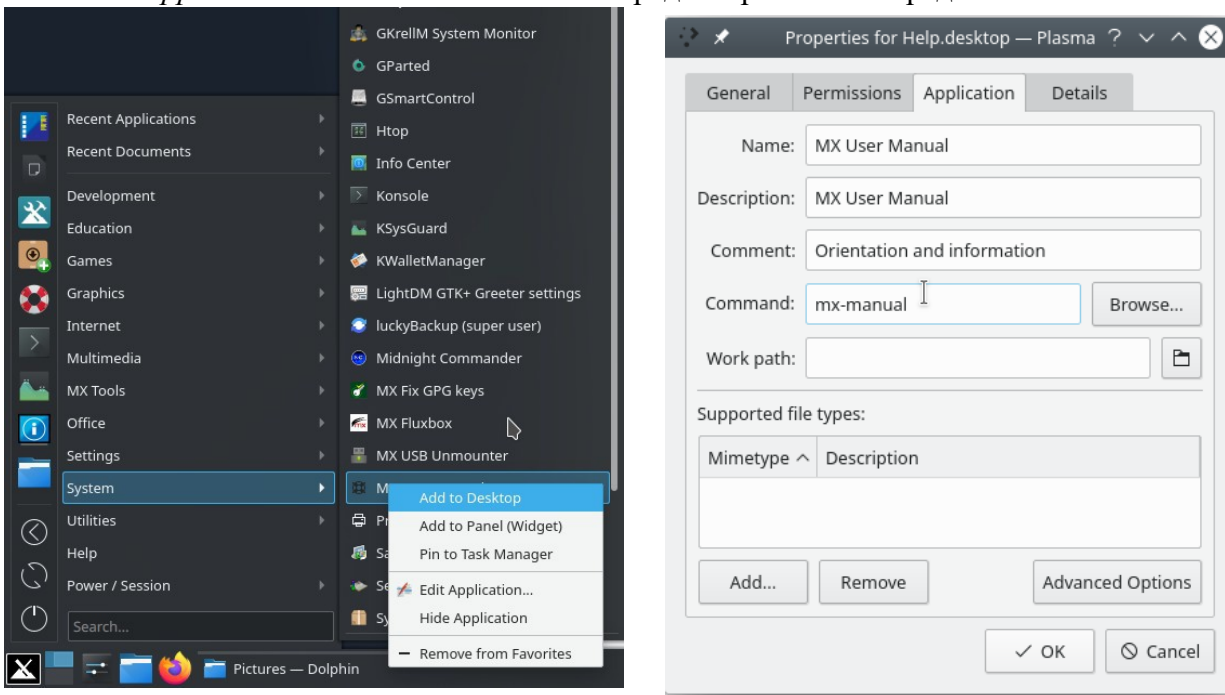 GKrellM System Monitor
GParted
GSmartControl
Htop
Info Center
Konsole
KSysGuard
KWalletManager
LightDM GTK+ Greeter settings
luckyBackup (super user)
Midnight Commander
MX Fix GPG keys
MX Fluxbox
MX USB Unmounter
Recent Applications
Recent Documents
Development
Education
Games
Graphics
Internet
Multimedia
MX Tools
Office
Settings
System
Utilities
Help
Power / Session
Search...
Add to Desktop
Add to Panel (Widget)
Pin to Task Manager
Edit Application...
Hide Application
Remove from Favorites
Pictures — Dolphin
Properties for Help.desktop — Plasma
General Permissions Application Details
Name: MX User Manual
Description: MX User Manual
Comment: Orientation and information
Command: mx-manual Browse...
Work path:
Supported file types:
Mimetype Description
Add... Remove Advanced Options
OK Cancel